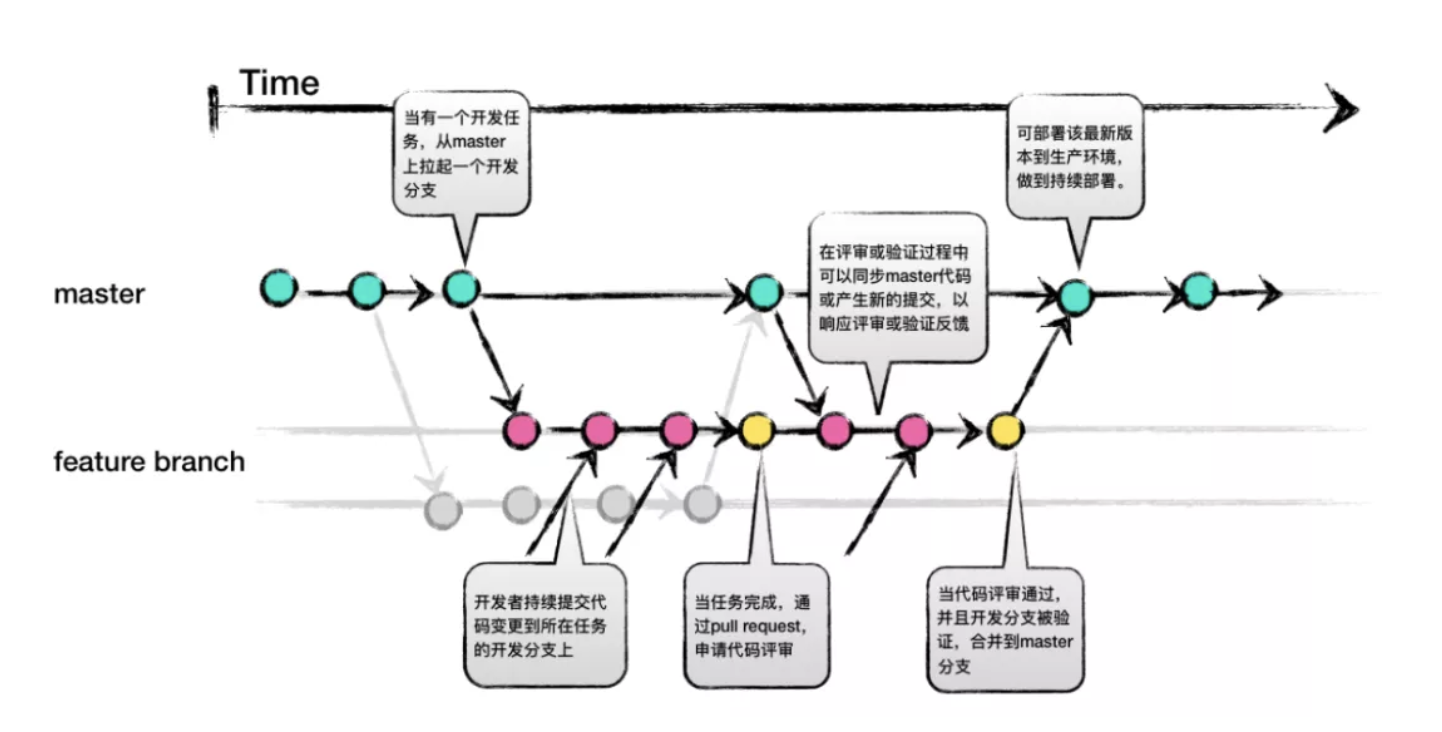 Time
当有一个开发任
务，从master
上拉起一个开发
分支
可部署该最新版
本到生产环境，
做到持续部署。
在评审或验证过程中
可以同步master代码
或产生新的提交，以
响应评审或验证反馈
master
feature branch
开发者持续提交代
码变更到所在任务
的开发分支上
当任务完成，通
过pull request，
申请代码评审
当代码评审通过，
并且开发分支被验
证，合并到master
分支